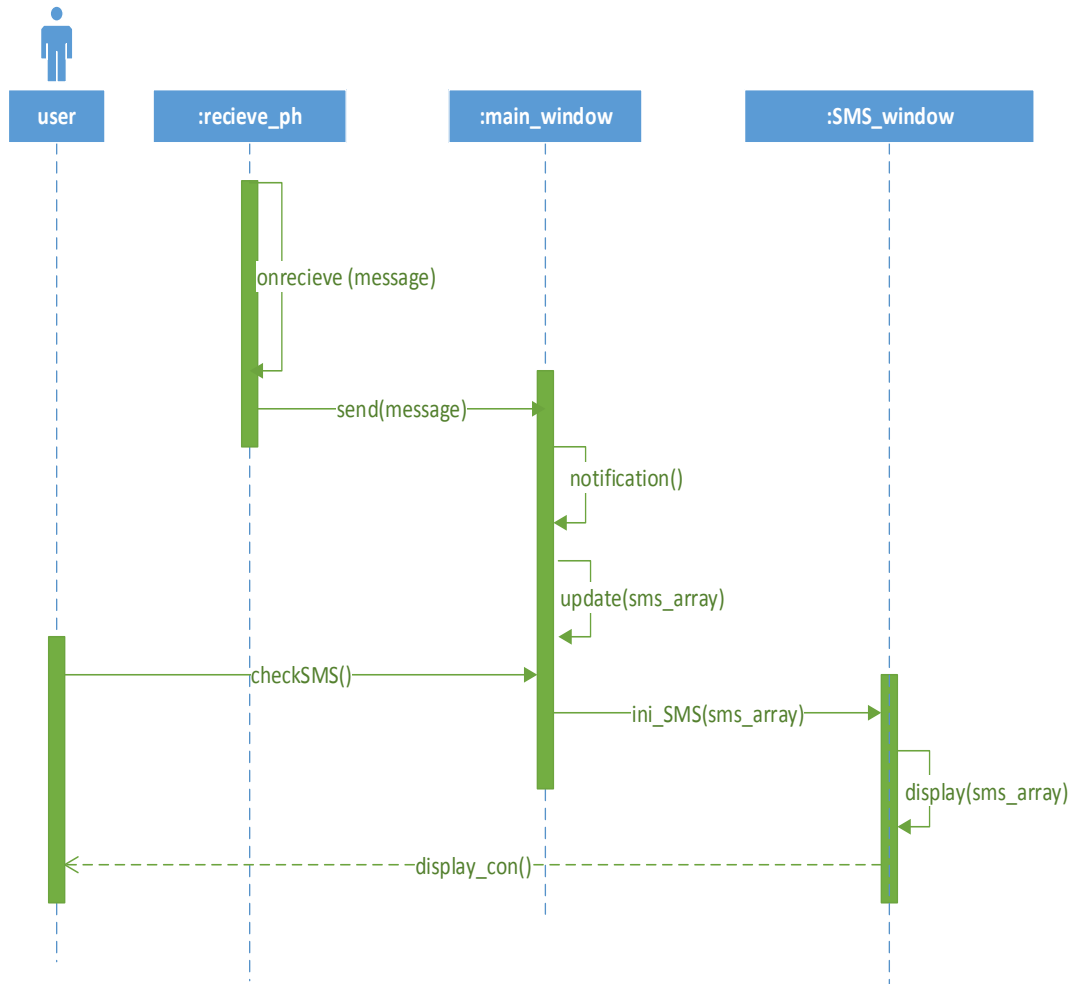 user
:recieve_ph
:main_window
:SMS_window
onrecieve (message)
send(message)
notification()
update(sms_array)
checkSMS()
ini_SMS(sms_array)
display(sms_array)
display_con()